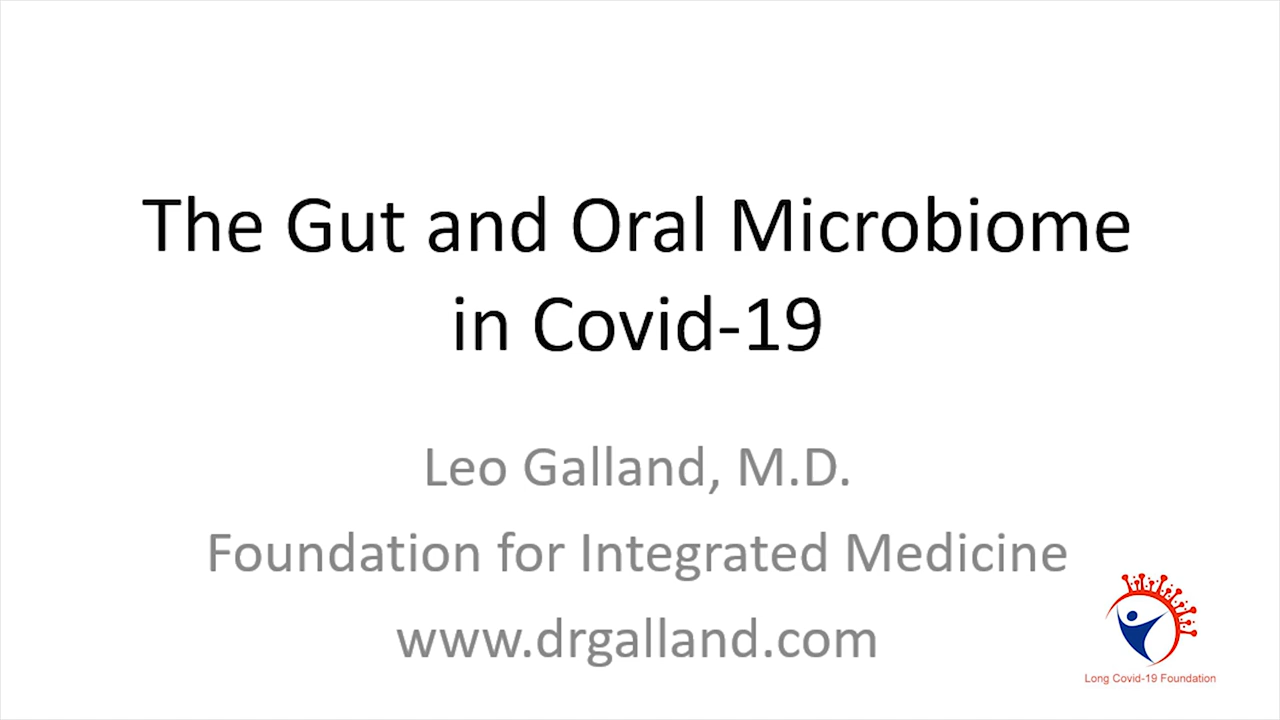 The Gut and Oral Microbiome
in Covid-19
Leo Galland, M.D.
Foundation for Integrated Medicine
www.drgalland.com
Long Covid-19 Foundation